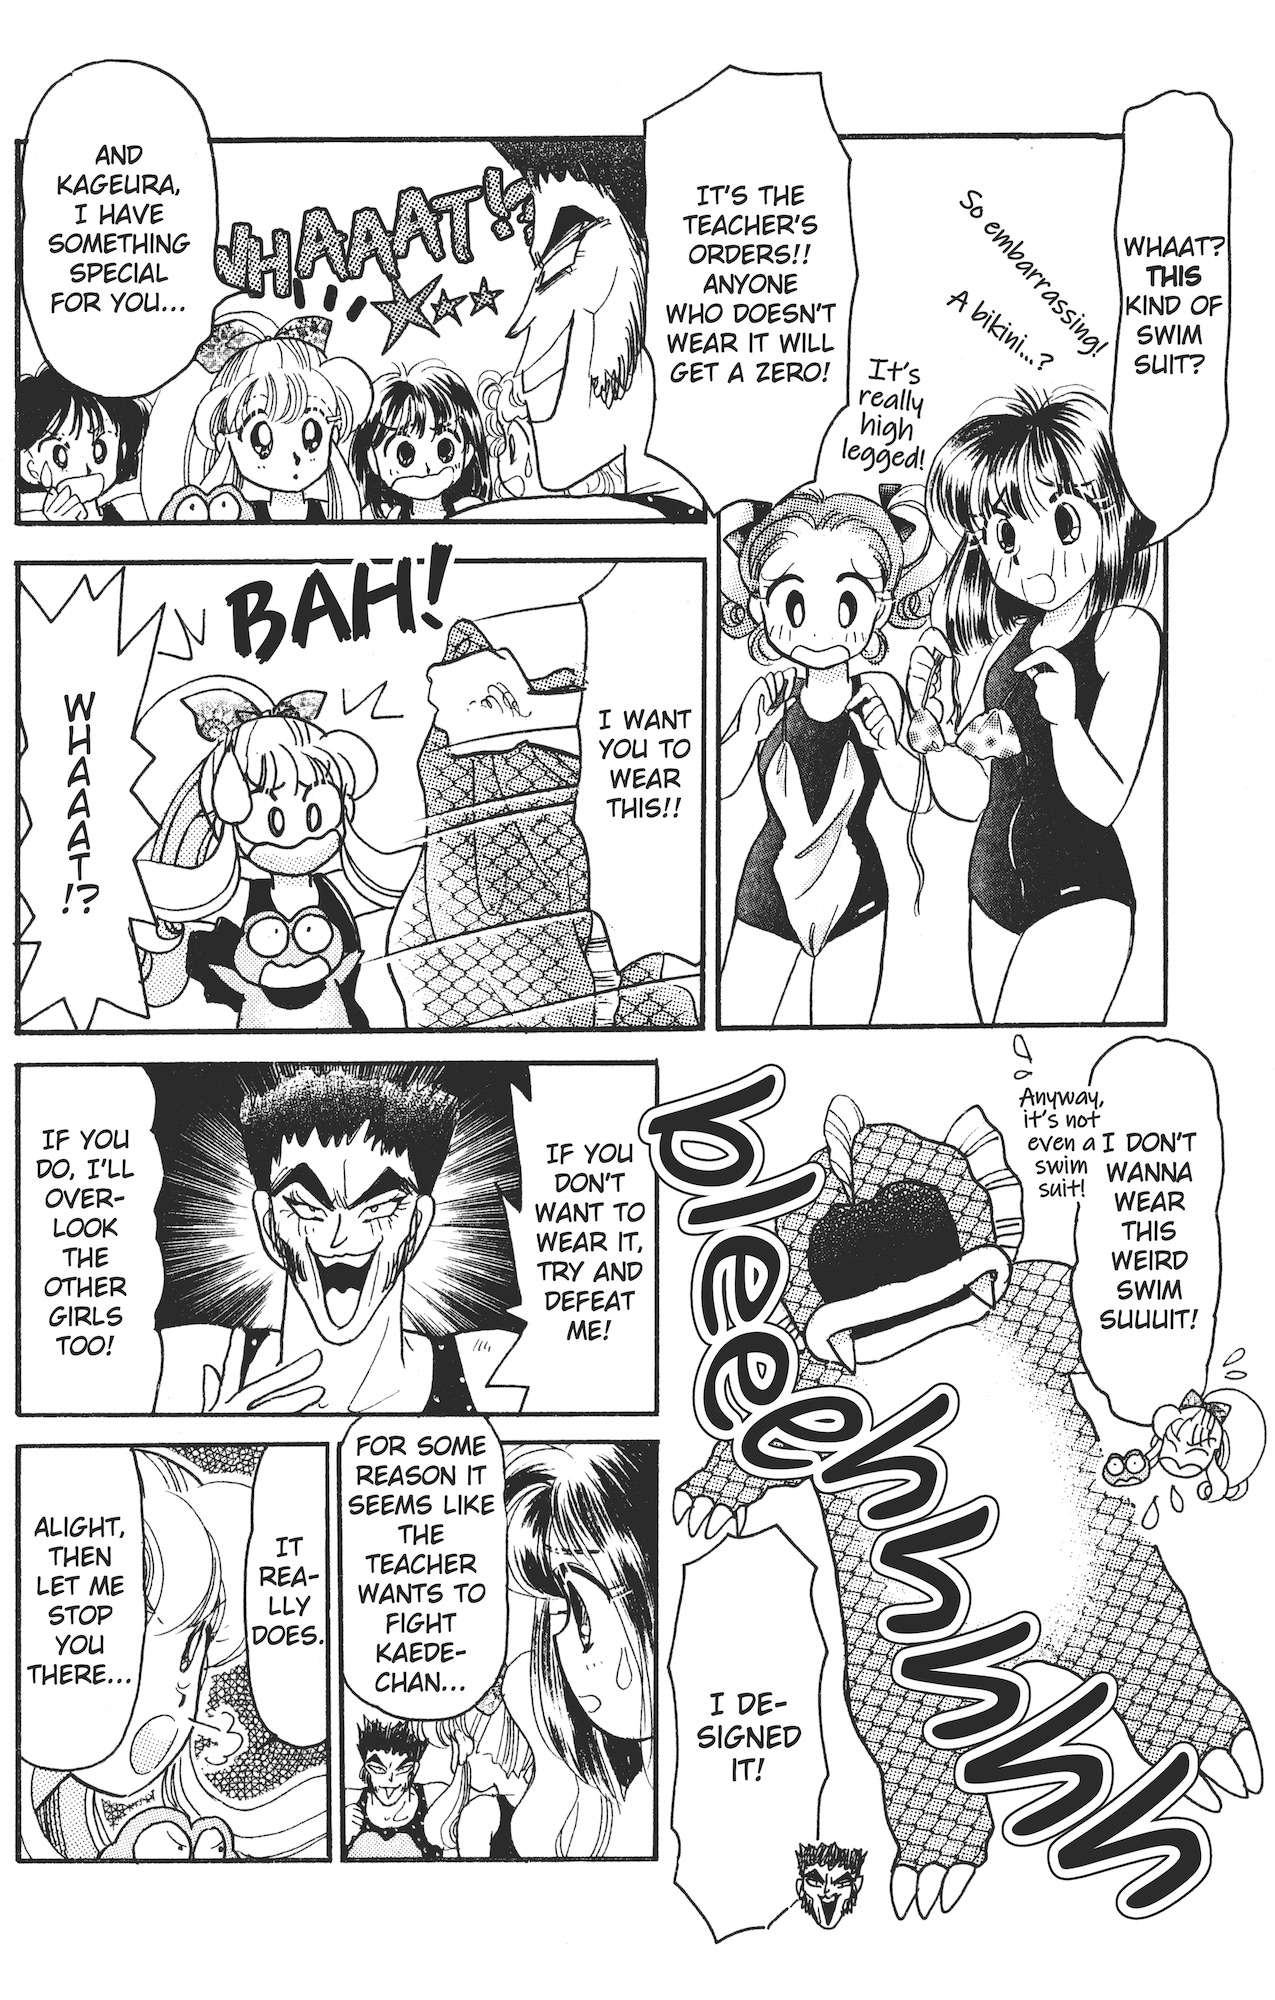 WHAAT?
THIS
KIND OF
SWIM
SUIT?
So embarrassing!
A bikini...?
It's
really
high
legged!
IT'S THE
TEACHER'S
ORDERS!!
ANYONE
WHO DOESN'T
WEAR IT WILL
GET A ZERO!
WHAAAT!?
AND
KAGEURA,
I HAVE
SOMETHING
SPECIAL
FOR YOU...
I WANT
YOU TO
WEAR
THIS!!
BAH!
WHAAAT!?
I DON'T
WANNA
WEAR
THIS
WEIRD
SWIM
SUUUIT!
Anyway,
it's not
even a
swim
suit!
bleehhhhh
I DE-
SIGNED
IT!
IF YOU
DON'T
WANT TO
WEAR IT,
TRY AND
DEFEAT
ME!
IF YOU
DO, I'LL
OVER-
LOOK
THE
OTHER
GIRLS
TOO!
FOR SOME
REASON IT
SEEMS LIKE
THE
TEACHER
WANTS TO
FIGHT
KAEDE-
CHAN...
IT
REA-
LLY
DOES.
ALIGHT,
THEN
LET ME
STOP
YOU
THERE...